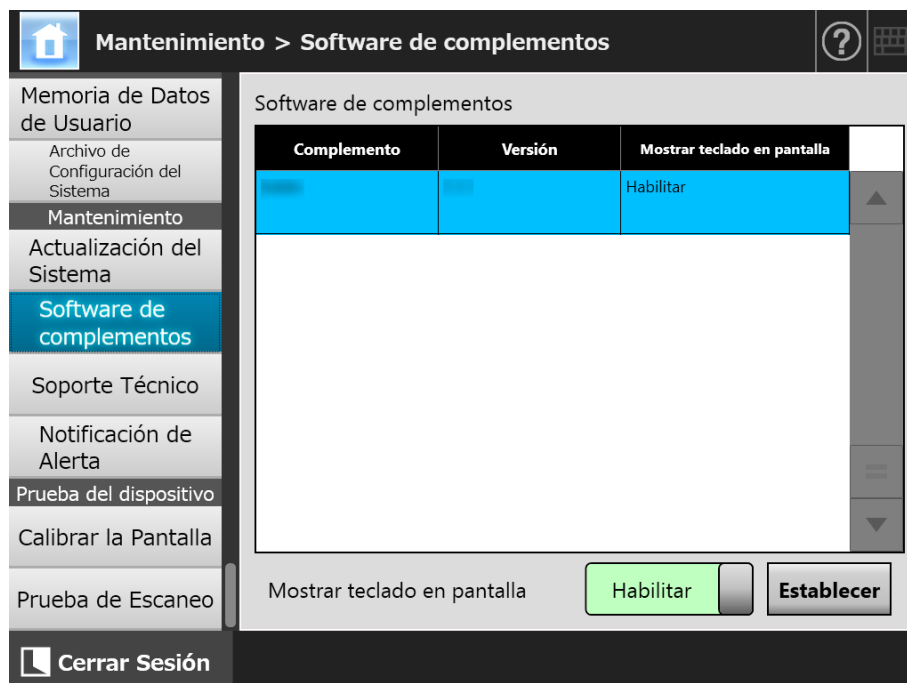 Mantenimiento > Software de complementos
?
Memoria de Datos
de Usuario
Archivo de
Configuración del
Sistema
Mantenimiento
Actualización del
Sistema
Software de
complementos
Soporte Técnico
Notificación de
Alerta
Prueba del dispositivo
Calibrar la Pantalla
Prueba de Escaneo
Cerrar Sesión
Software de complementos
Complemento Versión Mostrar teclado en pantalla
Habilitar
Mostrar teclado en pantalla Habilitar Establecer